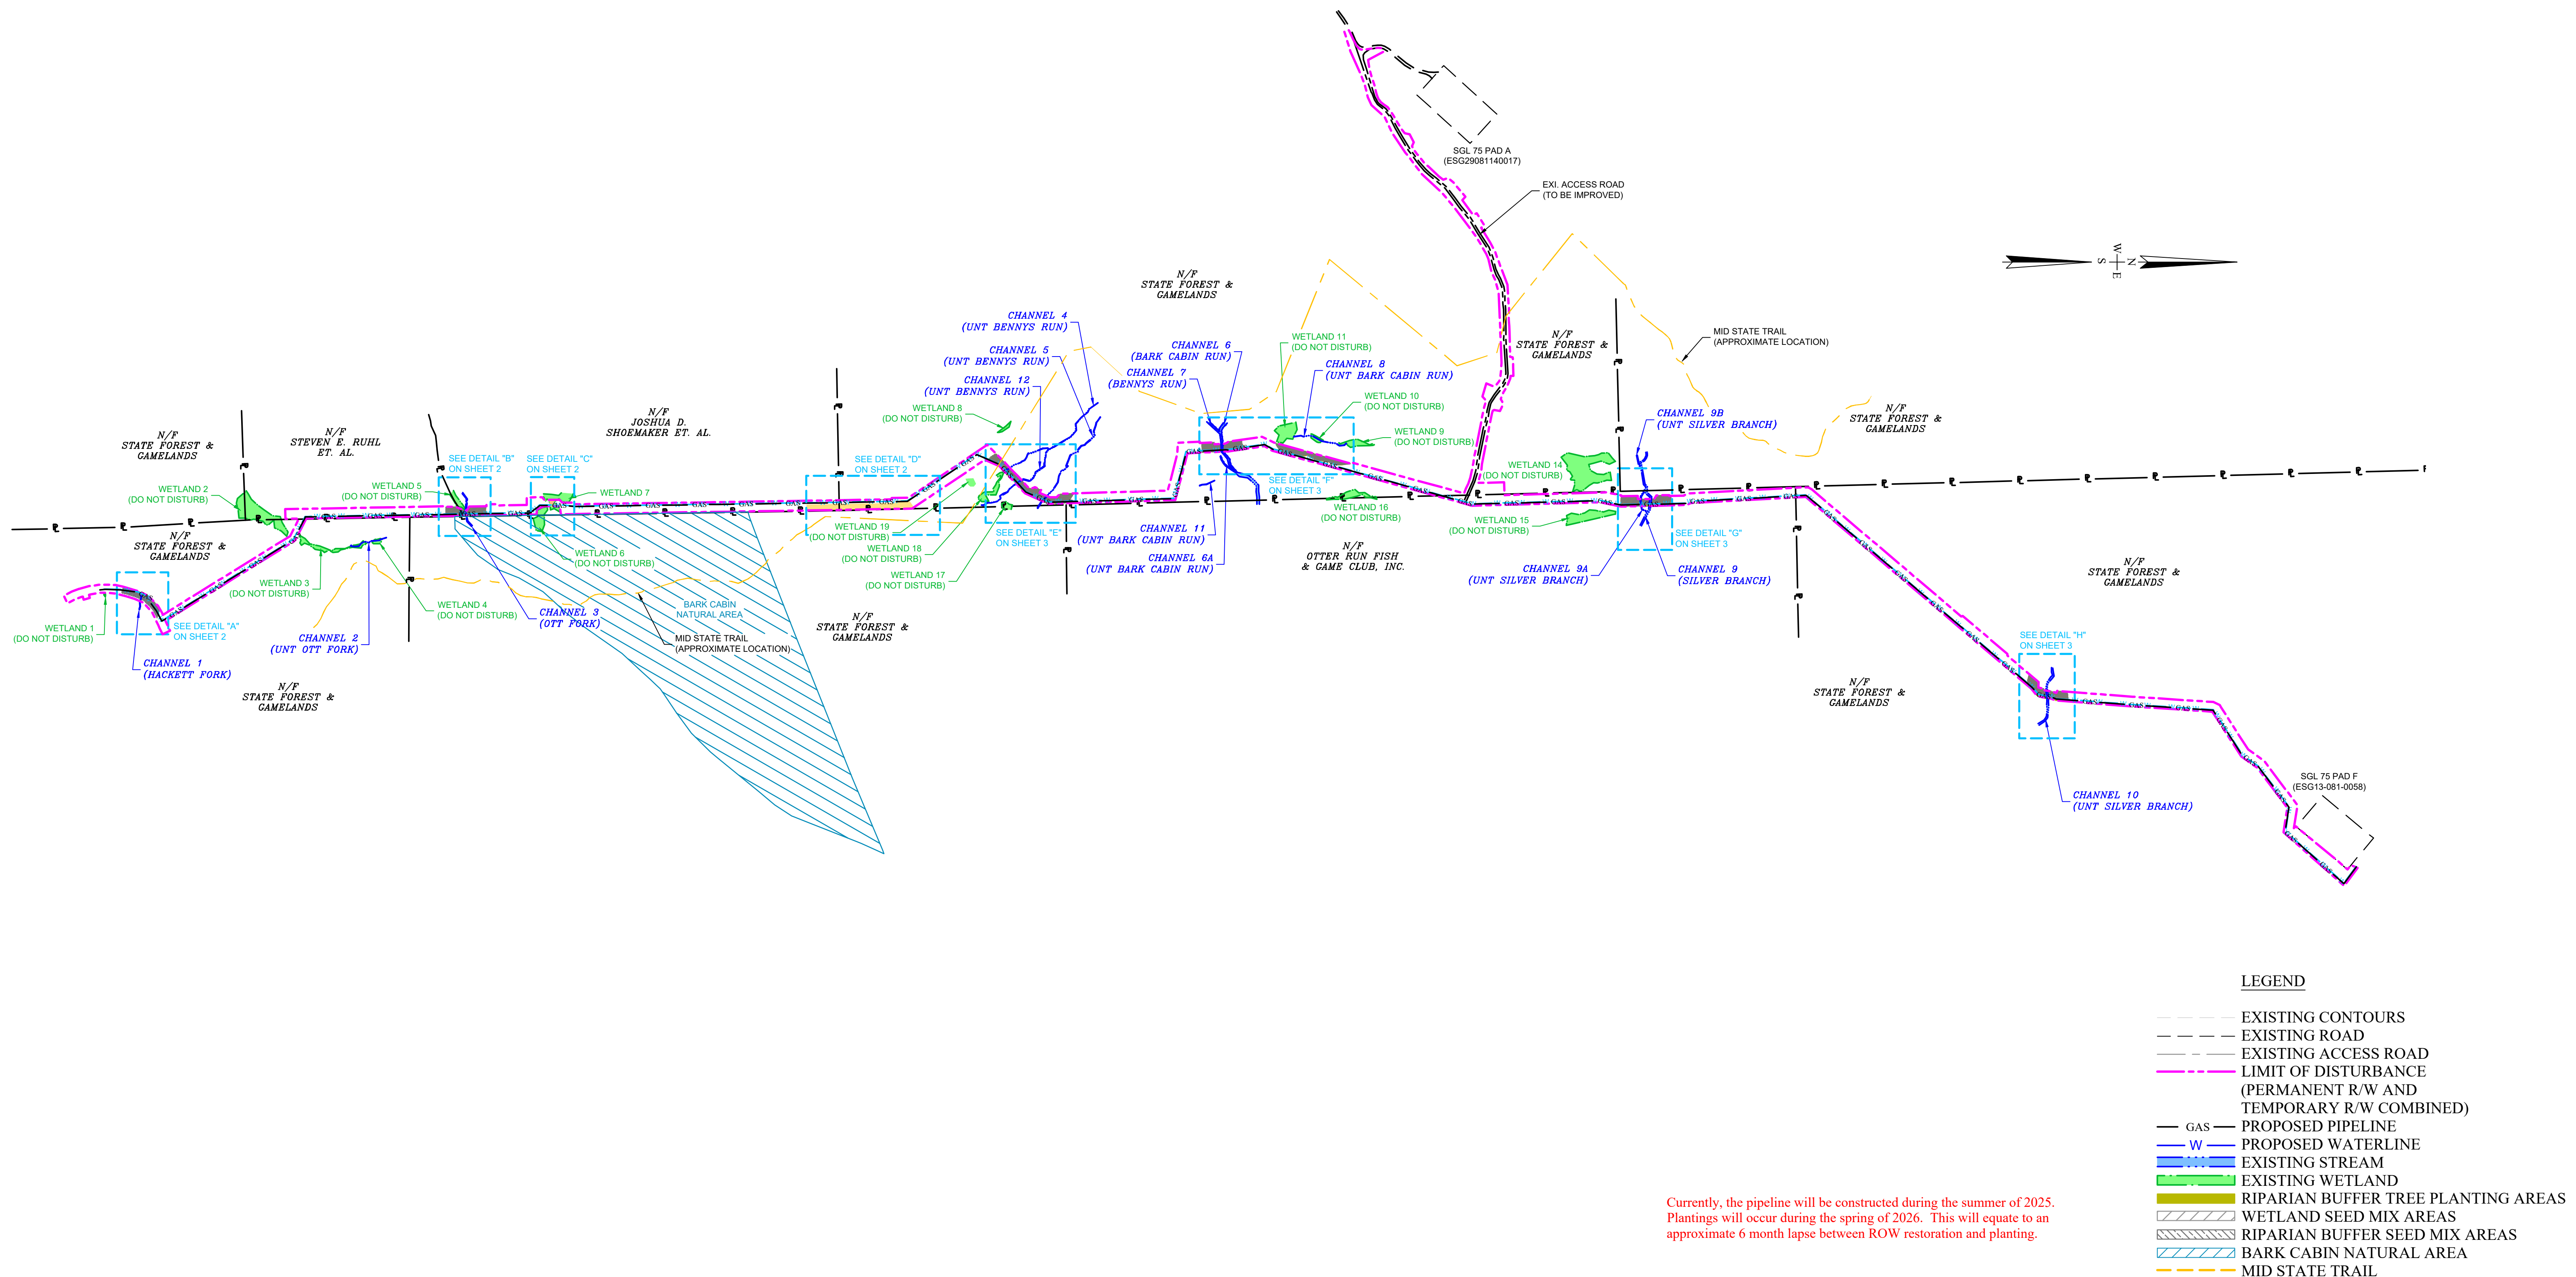 SGL 75 PAD A
(ESG29081140017)
EXI. ACCESS ROAD
(TO BE IMPROVED)
W
S
N
E
N/F
STATE FOREST &
GAMELANDS
CHANNEL 4
(UNT BENNYS RUN)
CHANNEL 5
(UNT BENNYS RUN)
CHANNEL 12
(UNT BENNYS RUN)
CHANNEL 6
(BARK CABIN RUN)
CHANNEL 7
(BENNYS RUN)
WETLAND 11
(DO NOT DISTURB)
CHANNEL 8
(UNT BARK CABIN RUN)
WETLAND 10
(DO NOT DISTURB)
WETLAND 9
(DO NOT DISTURB)
N/F
STATE FOREST &
GAMELANDS
MID STATE TRAIL
(APPROXIMATE LOCATION)
CHANNEL 9B
(UNT SILVER BRANCH)
N/F
STATE FOREST &
GAMELANDS
N/F
STATE FOREST &
GAMELANDS
N/F
STEVEN E. RUHL
ET. AL.
N/F
JOSHUA D.
SHOEMAKER ET. AL.
WETLAND 8
(DO NOT DISTURB)
SEE DETAIL "B"
ON SHEET 2
SEE DETAIL "C"
ON SHEET 2
SEE DETAIL "D"
ON SHEET 2
WETLAND 2
(DO NOT DISTURB)
WETLAND 5
(DO NOT DISTURB)
WETLAND 7
SEE DETAIL "F"
ON SHEET 3
WETLAND 14
(DO NOT DISTURB)
WETLAND 16
(DO NOT DISTURB)
WETLAND 15
(DO NOT DISTURB)
N/F
STATE FOREST &
GAMELANDS
WETLAND 19
(DO NOT DISTURB)
WETLAND 18
(DO NOT DISTURB)
WETLAND 17
(DO NOT DISTURB)
SEE DETAIL "E"
ON SHEET 3
CHANNEL 11
(UNT BARK CABIN RUN)
CHANNEL 6A
(UNT BARK CABIN RUN)
N/F
OTTER RUN FISH
& GAME CLUB, INC.
SEE DETAIL "G"
ON SHEET 3
CHANNEL 9A
(UNT SILVER BRANCH)
CHANNEL 9
(SILVER BRANCH)
N/F
STATE FOREST &
GAMELANDS
WETLAND 3
(DO NOT DISTURB)
WETLAND 6
(DO NOT DISTURB)
WETLAND 4
(DO NOT DISTURB)
CHANNEL 3
(OTT FORK)
BARK CABIN
NATURAL AREA
MID STATE TRAIL
(APPROXIMATE LOCATION)
N/F
STATE FOREST &
GAMELANDS
WETLAND 1
(DO NOT DISTURB)
SEE DETAIL "A"
ON SHEET 2
CHANNEL 2
(UNT OTT FORK)
CHANNEL 1
(HACKETT FORK)
N/F
STATE FOREST &
GAMELANDS
SEE DETAIL "H"
ON SHEET 3
N/F
STATE FOREST &
GAMELANDS
CHANNEL 10
(UNT SILVER BRANCH)
SGL 75 PAD F
(ESG13-081-0058)
LEGEND
EXISTING CONTOURS
EXISTING ROAD
EXISTING ACCESS ROAD
LIMIT OF DISTURBANCE
(PERMANENT R/W AND
TEMPORARY R/W COMBINED)
GAS PROPOSED PIPELINE
W PROPOSED WATERLINE
EXISTING STREAM
EXISTING WETLAND
RIPARIAN BUFFER TREE PLANTING AREAS
WETLAND SEED MIX AREAS
RIPARIAN BUFFER SEED MIX AREAS
BARK CABIN NATURAL AREA
MID STATE TRAIL
Currently, the pipeline will be constructed during the summer of 2025.
Plantings will occur during the spring of 2026. This will equate to an
approximate 6 month lapse between ROW restoration and planting.